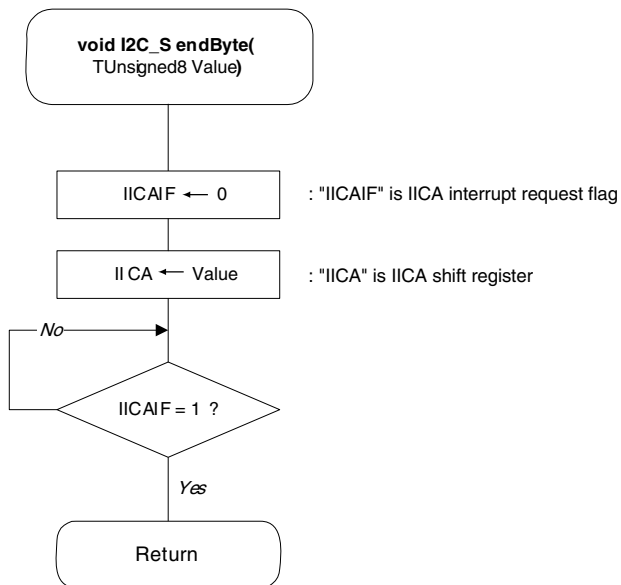 void I2C_S endByte(
TUnsigned8 Value)
IICAIF ← 0 : "IICAIF" is IICA interrupt request flag
II CA ← Value : "IICA" is IICA shift register
No
IICAIF = 1 ?
Yes
Return